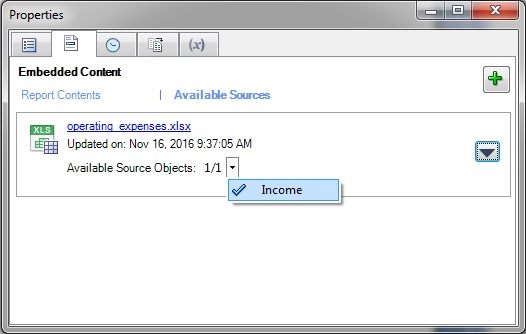 Properties
(x)
Embedded Content
Report Contents | Available Sources
XLS
operating_expenses.xlsx
Updated on: Nov 16, 2016 9:37:05 AM
Available Source Objects: 1/1
Income